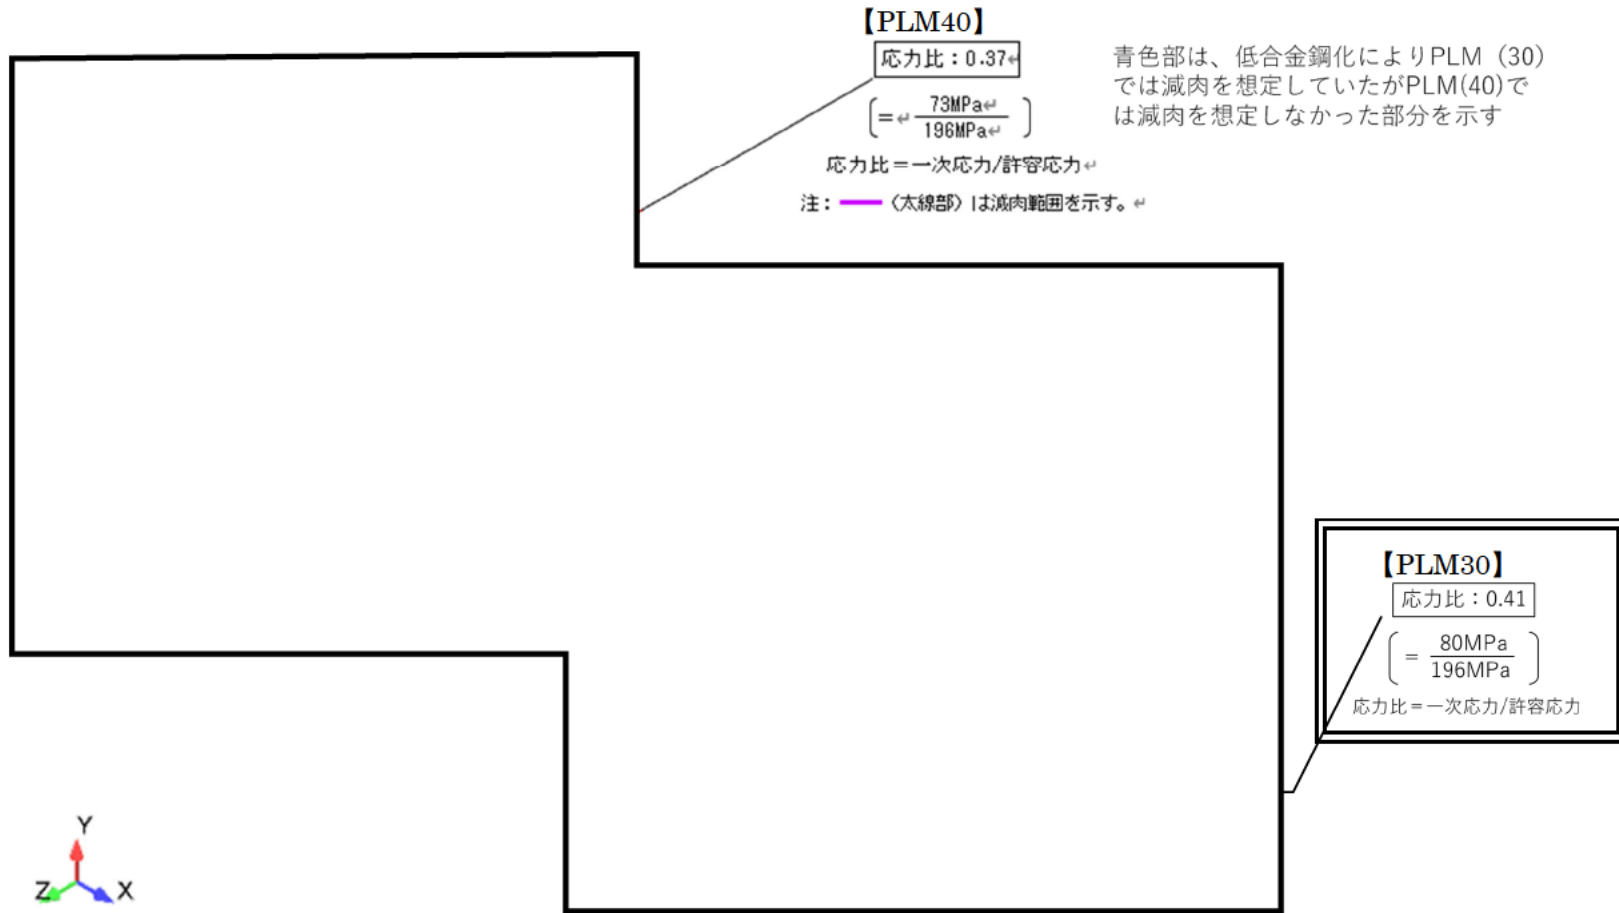 【PLM40】
応力比：0.37↵
(=↵ 73MPa↵
196MPa↵ )
応力比＝一次応力/許容応力↵
注： 〈太線部〉は減肉範囲を示す。↵
青色部は、低合金鋼化によりPLM（30）
では減肉を想定していたがPLM(40)で
は減肉を想定しなかった部分を示す
【PLM30】
応力比：0.41
( = 80MPa
196MPa )
応力比＝一次応力/許容応力
Y
Z
X